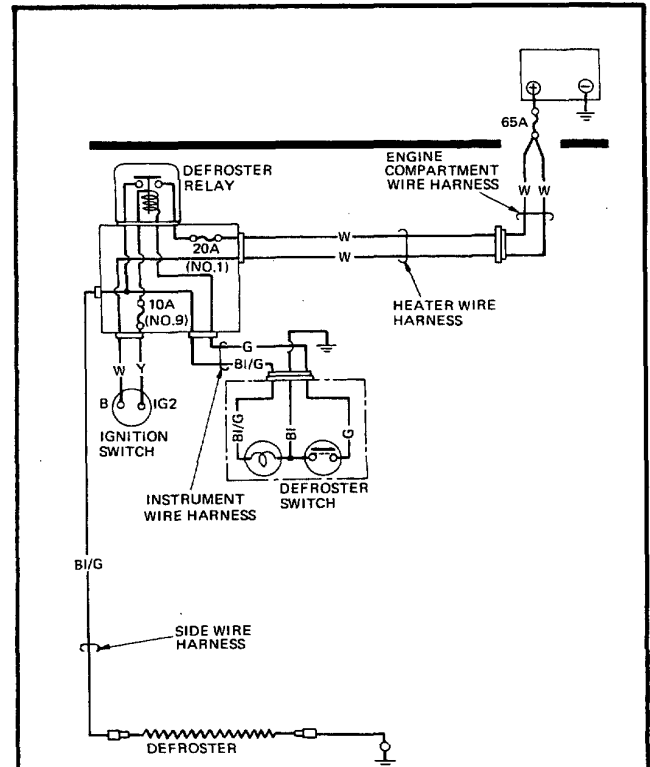 + −
65A
ENGINE
COMPARTMENT
WIRE HARNESS
DEFROSTER
RELAY
W W
20A
(NO.1)
W
W
HEATER WIRE
HARNESS
10A
(NO.9)
G
Bl/G
W Y
B IG2
IGNITION
SWITCH
Bl/G
Bl
G
DEFROSTER
SWITCH
INSTRUMENT
WIRE HARNESS
Bl/G
SIDE WIRE
HARNESS
DEFROSTER